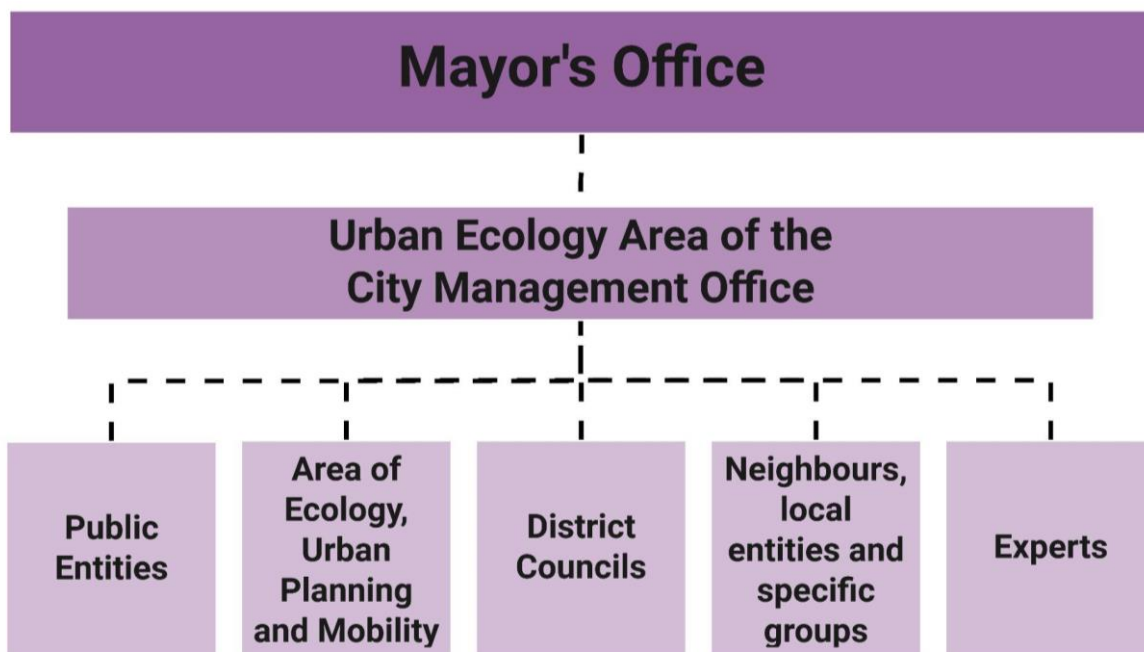 Mayor's Office
Urban Ecology Area of the
City Management Office
Public
Entities
Area of
Ecology,
Urban
Planning
and Mobility
District
Councils
Neighbours,
local
entities and
specific
groups
Experts